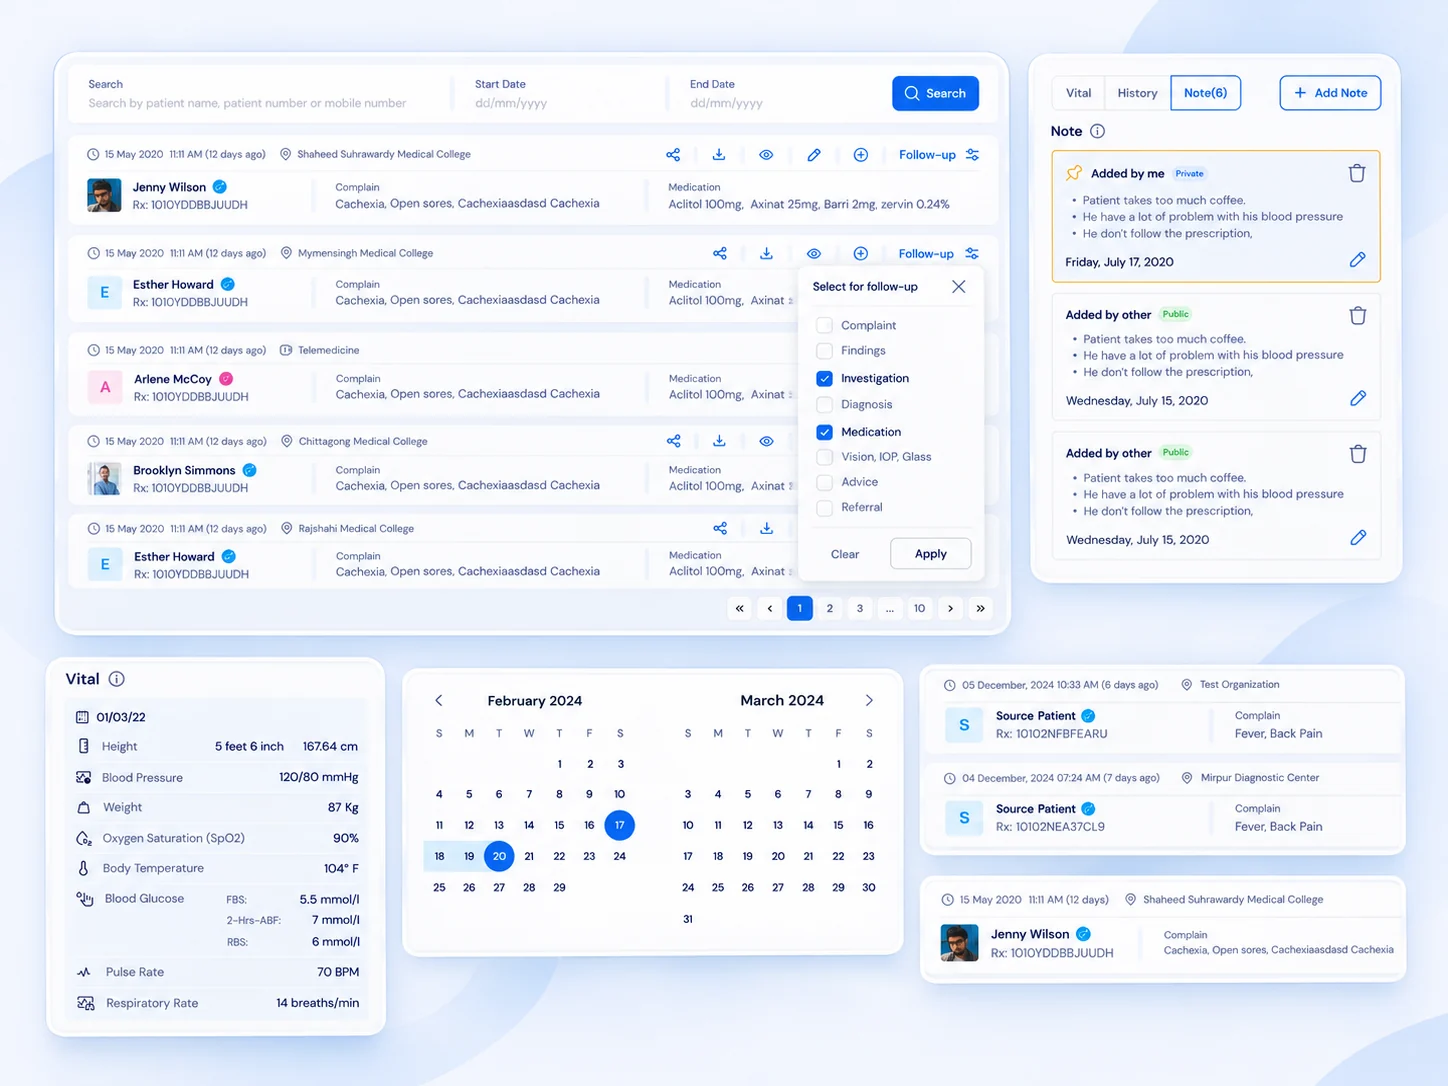 Search
Search by patient name, patient number or mobile number
Start Date
dd/mm/yyyy
End Date
dd/mm/yyyy
Search
15 May 2020 11:11 AM (12 days ago) Shaheed Suhrawardy Medical College
Follow-up
Jenny Wilson
Rx: 1010YDDBBJUUDH
Complain
Cachexia, Open sores, Cachexiaasdasd Cachexia
Medication
Aclitol 100mg, Axinat 25mg, Barri 2mg, zervin 0.24%
15 May 2020 11:11 AM (12 days ago) Mymensingh Medical College
Follow-up
E
Esther Howard
Rx: 1010YDDBBJUUDH
Complain
Cachexia, Open sores, Cachexiaasdasd Cachexia
Medication
Aclitol 100mg, Axinat
15 May 2020 11:11 AM (12 days ago) Telemedicine
A
Arlene McCoy
Rx: 1010YDDBBJUUDH
Complain
Cachexia, Open sores, Cachexiaasdasd Cachexia
Medication
Aclitol 100mg, Axinat
15 May 2020 11:11 AM (12 days ago) Chittagong Medical College
Brooklyn Simmons
Rx: 1010YDDBBJUUDH
Complain
Cachexia, Open sores, Cachexiaasdasd Cachexia
Medication
Aclitol 100mg, Axinat
15 May 2020 11:11 AM (12 days ago) Rajshahi Medical College
E
Esther Howard
Rx: 1010YDDBBJUUDH
Complain
Cachexia, Open sores, Cachexiaasdasd Cachexia
Medication
Aclitol 100mg, Axinat
Select for follow-up
Complaint
Findings
Investigation
Diagnosis
Medication
Vision, IOP, Glass
Advice
Referral
Clear
Apply
« ‹ 1 2 3 ... 10 › »
Vital History Note(6)
+ Add Note
Note
Added by me Private
• Patient takes too much coffee.
• He have a lot of problem with his blood pressure
• He don't follow the prescription,
Friday, July 17, 2020
Added by other Public
• Patient takes too much coffee.
• He have a lot of problem with his blood pressure
• He don't follow the prescription,
Wednesday, July 15, 2020
Added by other Public
• Patient takes too much coffee.
• He have a lot of problem with his blood pressure
• He don't follow the prescription,
Wednesday, July 15, 2020
Vital
01/03/22
Height 5 feet 6 inch 167.64 cm
Blood Pressure 120/80 mmHg
Weight 87 Kg
Oxygen Saturation (SpO2) 90%
Body Temperature 104° F
Blood Glucose FBS: 5.5 mmol/l
2-Hrs-ABF: 7 mmol/l
RBS: 6 mmol/l
Pulse Rate 70 BPM
Respiratory Rate 14 breaths/min
February 2024
S M T W T F S
1 2 3
4 5 6 7 8 9 10
11 12 13 14 15 16 17
18 19 20 21 22 23 24
25 26 27 28 29
March 2024
S M T W T F S
1 2
3 4 5 6 7 8 9
10 11 12 13 14 15 16
17 18 19 20 21 22 23
24 25 26 27 28 29 30
31
05 December, 2024 10:33 AM (6 days ago) Test Organization
S
Source Patient
Rx: 10102NFBFEARU
Complain
Fever, Back Pain
04 December, 2024 07:24 AM (7 days ago) Mirpur Diagnostic Center
S
Source Patient
Rx: 10102NEA37CL9
Complain
Fever, Back Pain
15 May 2020 11:11 AM (12 days) Shaheed Suhrawardy Medical College
Jenny Wilson
Rx: 1010YDDBBJUUDH
Complain
Cachexia, Open sores, Cachexiaasdasd Cachexia